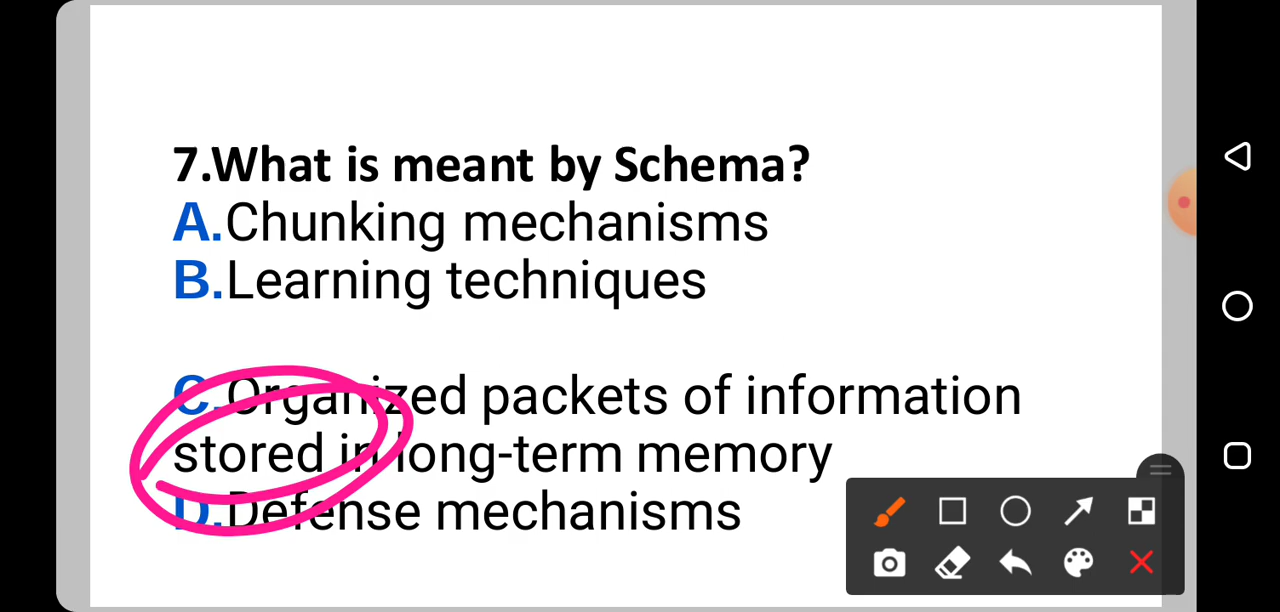 7.What is meant by Schema?
A.Chunking mechanisms
B.Learning techniques
C.Organized packets of information
stored in long-term memory
D.Defense mechanisms